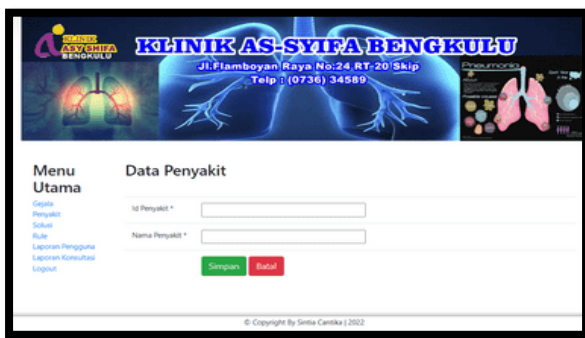 KLINIK
ASY SHIFA
BENGKULU
KLINIK AS-SYIFA BENGKULU
Jl.Flamboyan Raya No:24 RT-20 Skip
Telp : (0736) 34589
Pneumonia
Menu
Utama
Gejala
Penyakit
Solusi
Rule
Laporan Pengguna
Laporan Konsultasi
Logout
Data Penyakit
Id Penyakit *
Nama Penyakit *
Simpan
Batal
© Copyright By Sintia Cantika | 2022